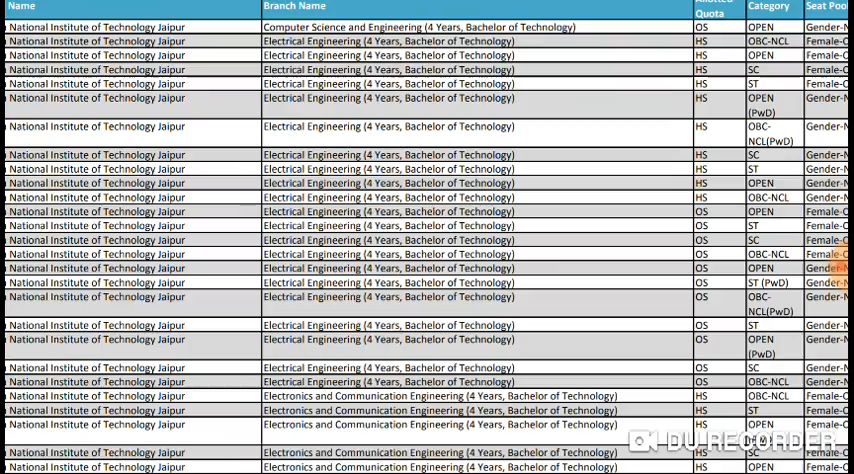 Allotted
Name Branch Name Category Seat Poo
Quota
National Institute of Technology Jaipur Computer Science and Engineering (4 Years, Bachelor of Technology) OS OPEN Gender-N
National Institute of Technology Jaipur Electrical Engineering (4 Years, Bachelor of Technology) HS OBC-NCL Female-O
National Institute of Technology Jaipur Electrical Engineering (4 Years, Bachelor of Technology) HS OPEN Female-O
National Institute of Technology Jaipur Electrical Engineering (4 Years, Bachelor of Technology) HS SC Female-O
National Institute of Technology Jaipur Electrical Engineering (4 Years, Bachelor of Technology) HS ST Female-O
National Institute of Technology Jaipur Electrical Engineering (4 Years, Bachelor of Technology) HS OPEN Gender-N
(PwD)
National Institute of Technology Jaipur Electrical Engineering (4 Years, Bachelor of Technology) HS OBC- Gender-N
NCL(PwD)
National Institute of Technology Jaipur Electrical Engineering (4 Years, Bachelor of Technology) HS SC Gender-N
National Institute of Technology Jaipur Electrical Engineering (4 Years, Bachelor of Technology) HS ST Gender-N
National Institute of Technology Jaipur Electrical Engineering (4 Years, Bachelor of Technology) HS OPEN Gender-N
National Institute of Technology Jaipur Electrical Engineering (4 Years, Bachelor of Technology) HS OBC-NCL Gender-N
National Institute of Technology Jaipur Electrical Engineering (4 Years, Bachelor of Technology) OS OPEN Female-O
National Institute of Technology Jaipur Electrical Engineering (4 Years, Bachelor of Technology) OS ST Female-O
National Institute of Technology Jaipur Electrical Engineering (4 Years, Bachelor of Technology) OS SC Female-O
National Institute of Technology Jaipur Electrical Engineering (4 Years, Bachelor of Technology) OS OBC-NCL Female-O
National Institute of Technology Jaipur Electrical Engineering (4 Years, Bachelor of Technology) OS OPEN Gender-N
National Institute of Technology Jaipur Electrical Engineering (4 Years, Bachelor of Technology) OS ST (PwD) Gender-N
National Institute of Technology Jaipur Electrical Engineering (4 Years, Bachelor of Technology) OS OBC- Gender-N
NCL(PwD)
National Institute of Technology Jaipur Electrical Engineering (4 Years, Bachelor of Technology) OS ST Gender-N
National Institute of Technology Jaipur Electrical Engineering (4 Years, Bachelor of Technology) OS OPEN Gender-N
(PwD)
National Institute of Technology Jaipur Electrical Engineering (4 Years, Bachelor of Technology) OS SC Gender-N
National Institute of Technology Jaipur Electrical Engineering (4 Years, Bachelor of Technology) OS OBC-NCL Gender-N
National Institute of Technology Jaipur Electronics and Communication Engineering (4 Years, Bachelor of Technology) HS OBC-NCL Female-O
National Institute of Technology Jaipur Electronics and Communication Engineering (4 Years, Bachelor of Technology) HS ST Female-O
National Institute of Technology Jaipur Electronics and Communication Engineering (4 Years, Bachelor of Technology) HS OPEN Female-O
DU RECORDER
National Institute of Technology Jaipur Electronics and Communication Engineering (4 Years, Bachelor of Technology) HS SC Female-O
National Institute of Technology Jaipur Electronics and Communication Engineering (4 Years, Bachelor of Technology) HS OPEN Female-O